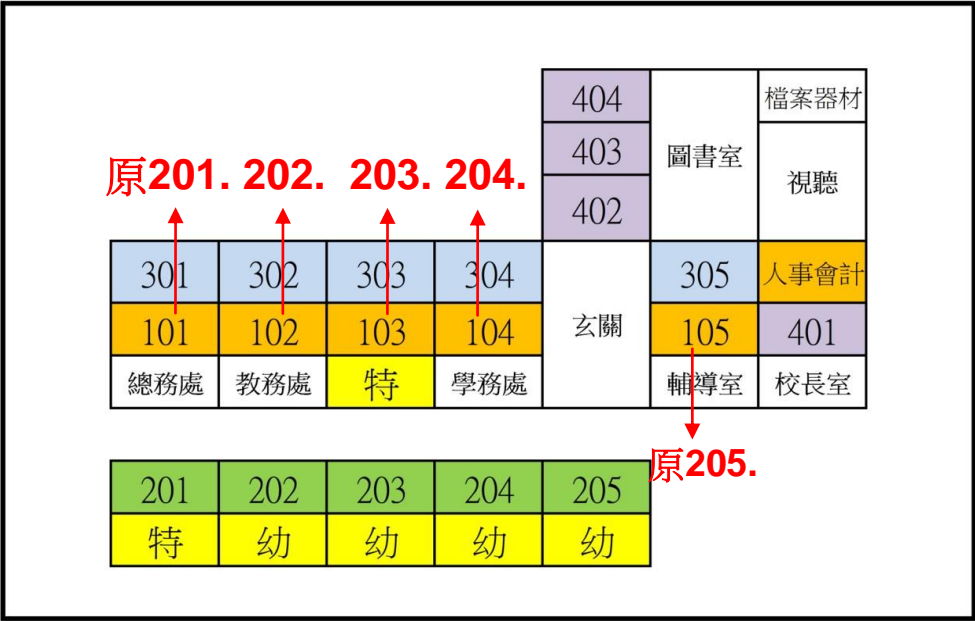 404 檔案器材
403 圖書室
原201. 202. 203. 204. 視聽
402
301 302 303 304 305 人事會計
101 102 103 104 玄關 105 401
總務處 教務處 特 學務處 輔導室 校長室
原205.
201 202 203 204 205
特 幼 幼 幼 幼